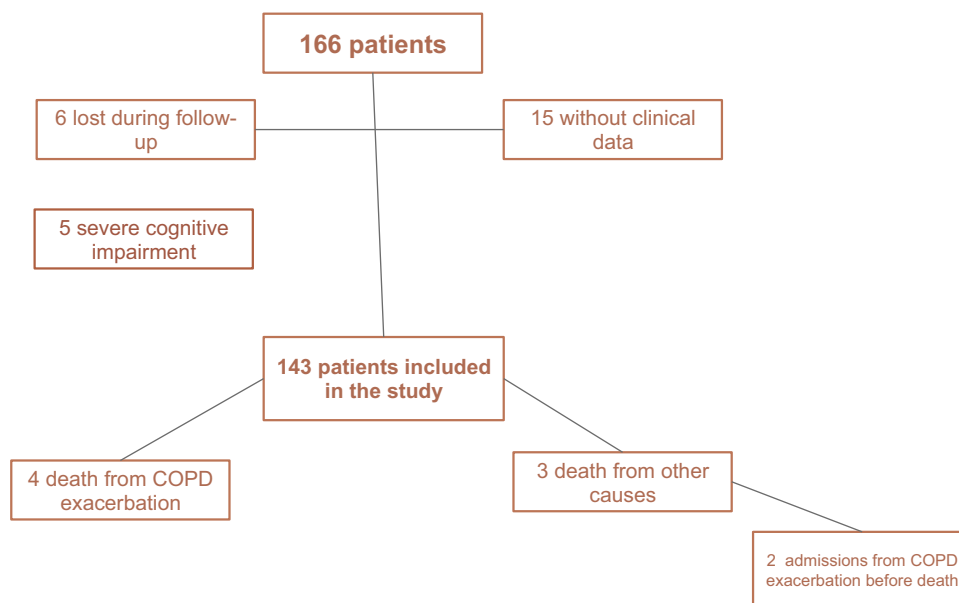 166 patients
6 lost during follow-
up
15 without clinical
data
5 severe cognitive
impairment
143 patients included
in the study
4 death from COPD
exacerbation
3 death from other
causes
2 admissions from COPD
exacerbation before death